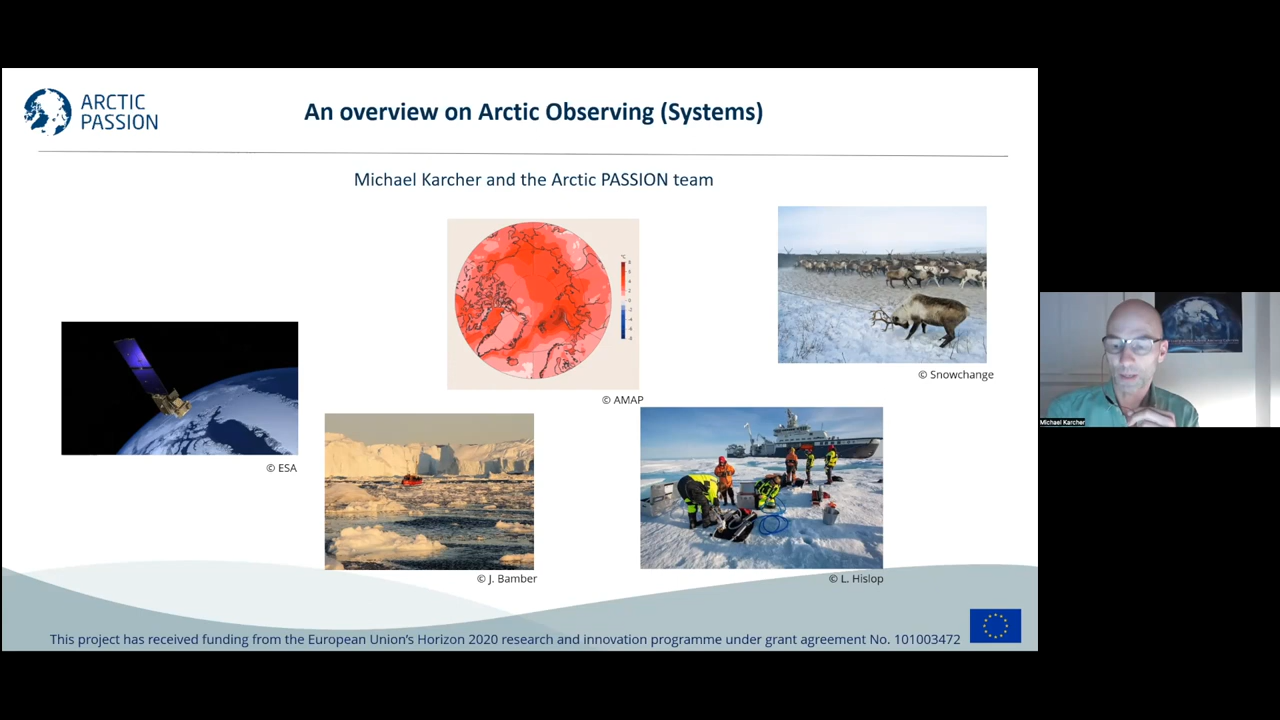 ARCTIC
PASSION
An overview on Arctic Observing (Systems)
Michael Karcher and the Arctic PASSION team
© Snowchange
© AMAP
© ESA
© J. Bamber
© L. Hislop
This project has received funding from the European Union's Horizon 2020 research and innovation programme under grant agreement No. 101003472
Michael Karcher